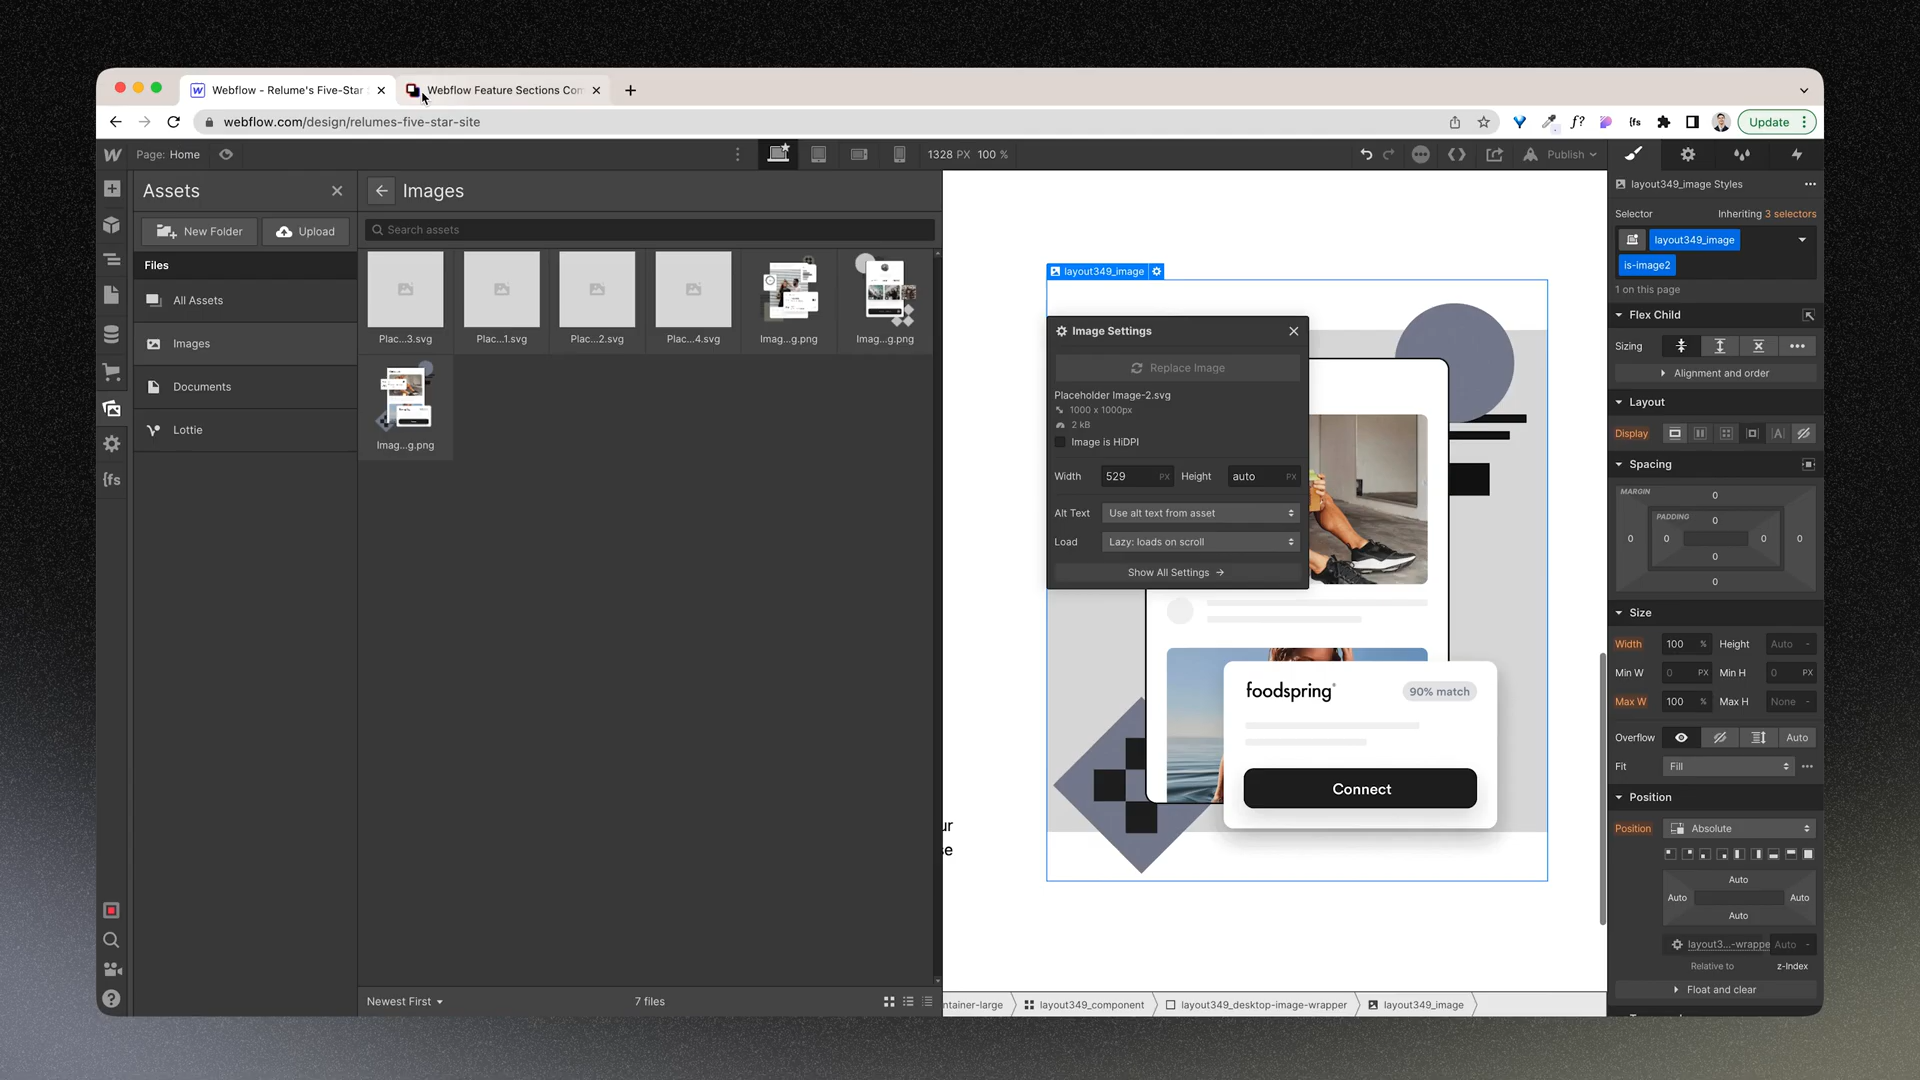 Webflow - Relume's Five-Star
Webflow Feature Sections Com
webflow.com/design/relumes-five-star-site
f?
{fs
Update
Page: Home
1328 PX 100 %
Publish
Assets
New Folder
Upload
Files
All Assets
Images
Documents
Lottie
{fs
Images
Search assets
Plac...3.svg
Plac...1.svg
Plac...2.svg
Plac...4.svg
Imag...g.png
Imag...g.png
Imag...g.png
Newest First
7 files
layout349_image
Image Settings
Replace Image
Placeholder Image-2.svg
1000 x 1000px
2 kB
Image is HiDPI
Width 529 PX Height auto PX
Alt Text Use alt text from asset
Load Lazy: loads on scroll
Show All Settings
foodspring
90% match
Connect
ur
se
ntainer-large
layout349_component
layout349_desktop-image-wrapper
layout349_image
layout349_image Styles
Selector Inheriting 3 selectors
layout349_image
is-image2
1 on this page
Flex Child
Sizing
Alignment and order
Layout
Display
Spacing
MARGIN
0
PADDING
0
0 0 0 0
0
0
Size
Width 100 % Height Auto -
Min W 0 PX Min H 0 PX
Max W 100 % Max H None -
Overflow Auto
Fit Fill
Position
Position Absolute
Auto
Auto Auto
Auto
layout3...-wrappe Auto -
Relative to z-Index
Float and clear